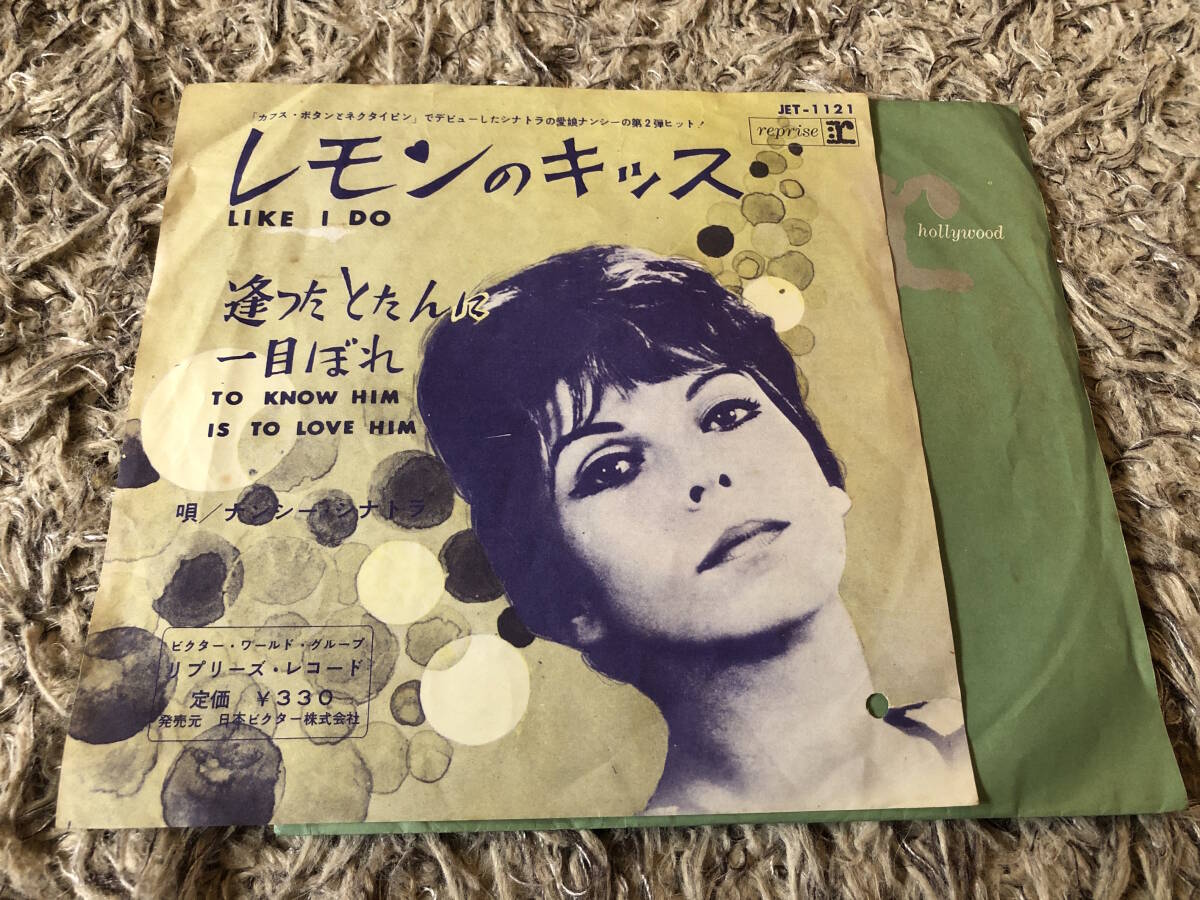 JET-1121
「カフス・ボタンとネクタイピン」でデビューしたシナトラの愛娘ナンシーの第2弾ヒット!
reprise r:
レモンのキッス
LIKE I DO
逢ったとたんに
一目ぼれ
TO KNOW HIM
IS TO LOVE HIM
唄/ナンシー・シナトラ
ビクター・ワールド・グループ
リプリーズ・レコード
定価 ¥330
発売元 日本ビクター株式会社
r:
hollywood